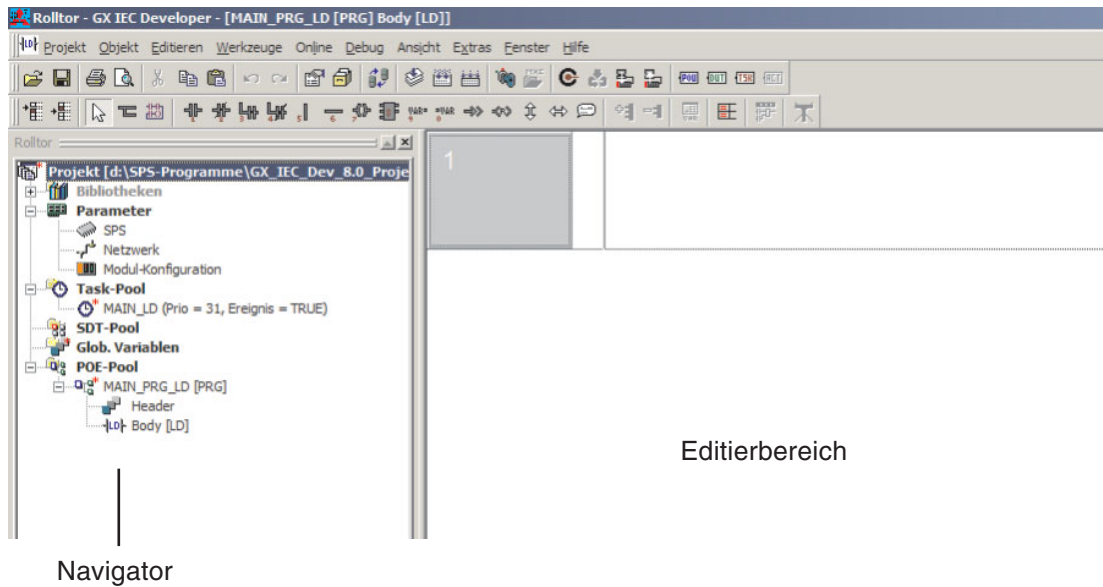 Rolltor - GX IEC Developer - [MAIN_PRG_LD [PRG] Body [LD]]
Projekt Objekt Editieren Werkzeuge Online Debug Ansicht Extras Fenster Hilfe
Rolltor
Projekt [d:\SPS-Programme\GX_IEC_Dev_8.0_Proje
1
Bibliotheken
Parameter
SPS
Netzwerk
Modul-Konfiguration
Task-Pool
MAIN_LD (Prio = 31, Ereignis = TRUE)
SDT-Pool
Glob. Variablen
POE-Pool
MAIN_PRG_LD [PRG]
Header
Body [LD]
Editierbereich
Navigator